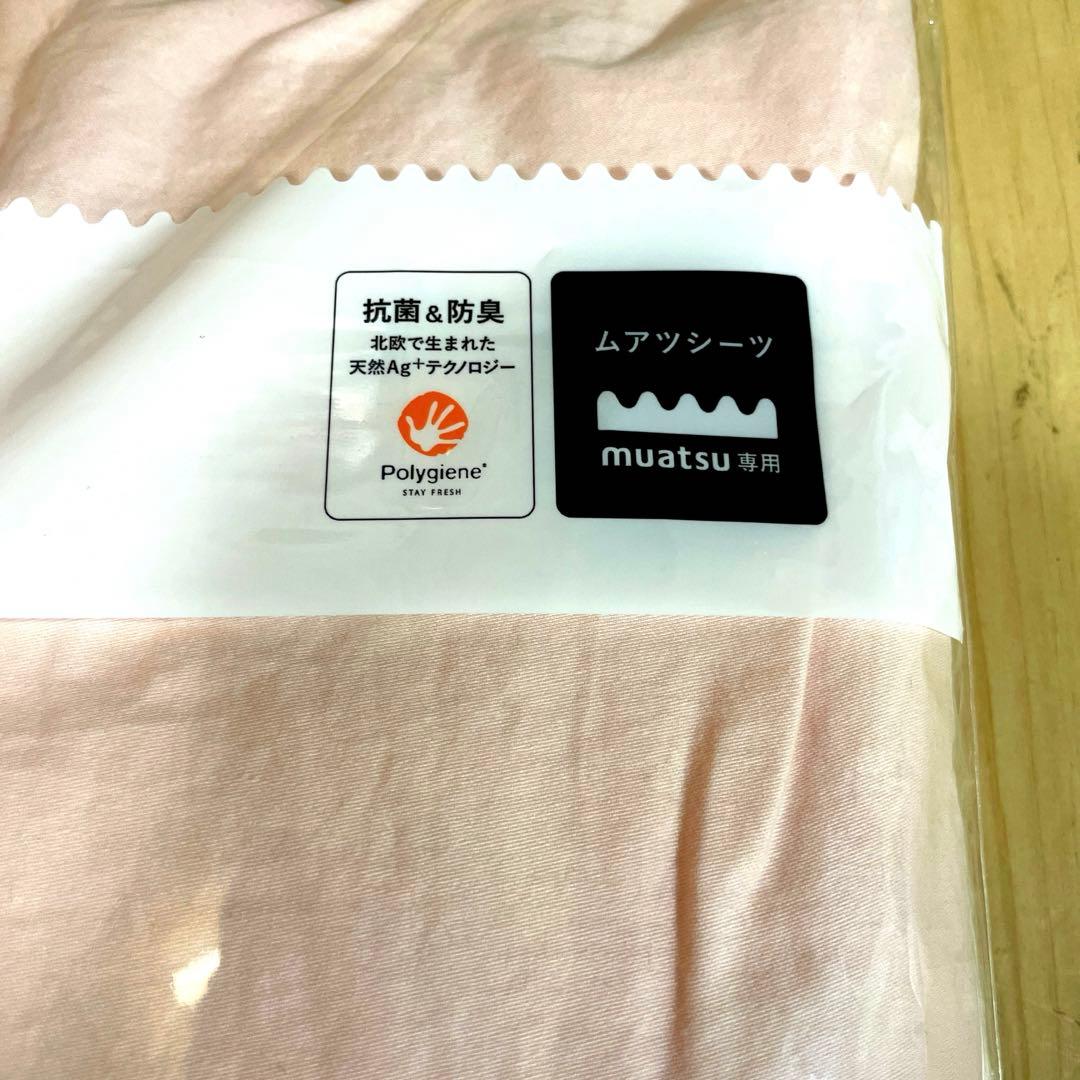 抗菌&防臭
北欧で生まれた
天然Ag+テクノロジー
Polygiene®
STAY FRESH
ムアツシーツ
muatsu専用